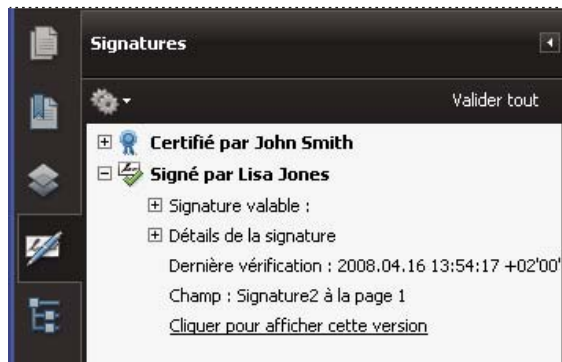 Signatures
Valider tout
Certifié par John Smith
Signé par Lisa Jones
Signature valable :
Détails de la signature
Dernière vérification : 2008.04.16 13:54:17 +02'00'
Champ : Signature2 à la page 1
Cliquer pour afficher cette version